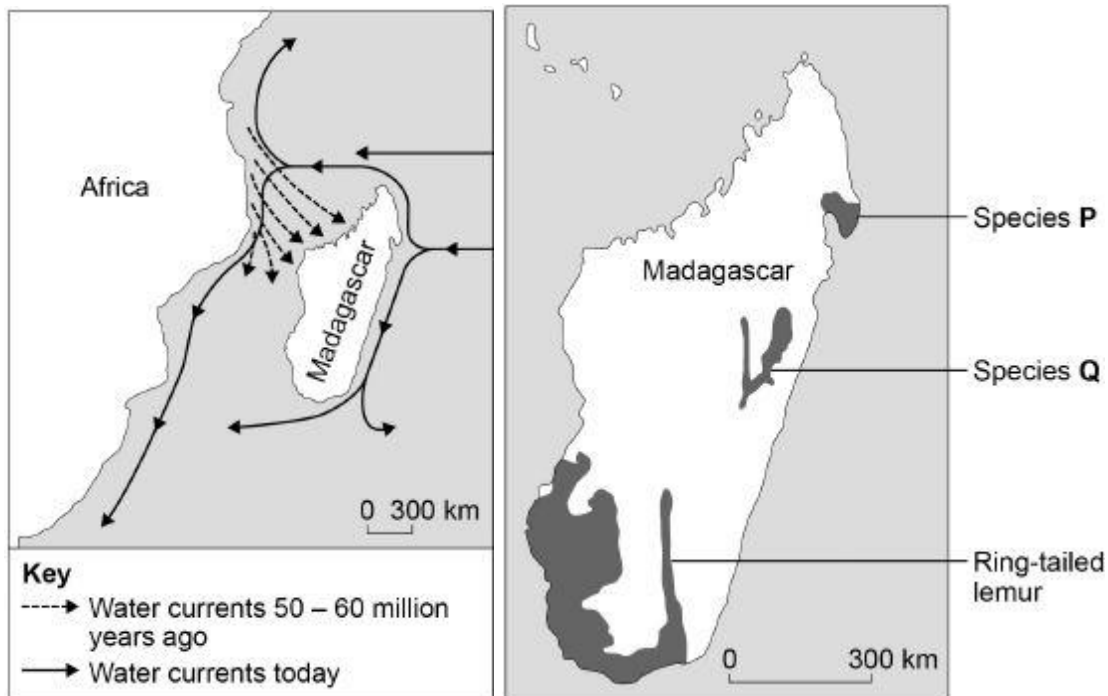 Africa
Madagascar
0 300 km
Key
Water currents 50 – 60 million
years ago
Water currents today
Madagascar
Species P
Species Q
Ring-tailed
lemur
0 300 km